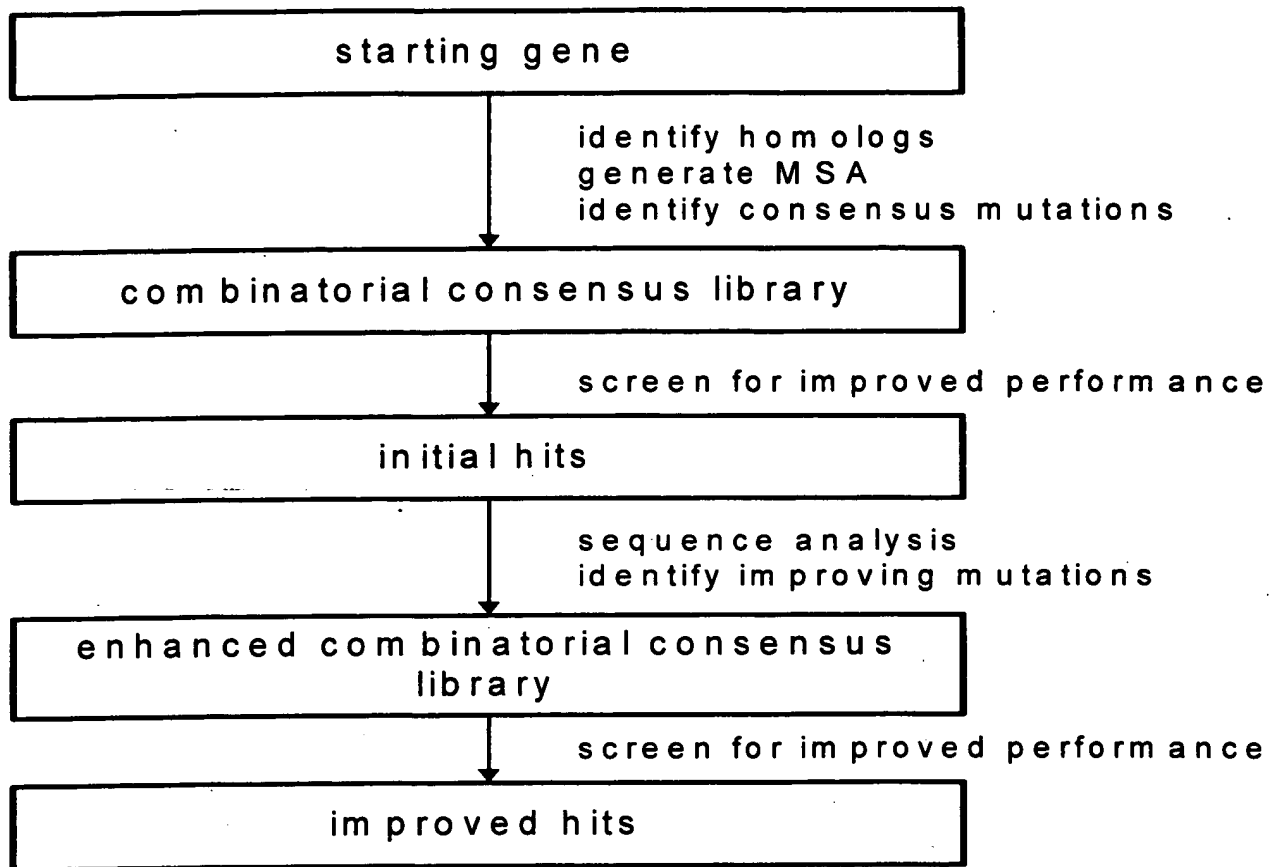 starting gene
identify homologs
generate MSA
identify consensus mutations
combinatorial consensus library
screen for improved performance
initial hits
sequence analysis
identify improving mutations
enhanced combinatorial consensus
library
screen for improved performance
improved hits